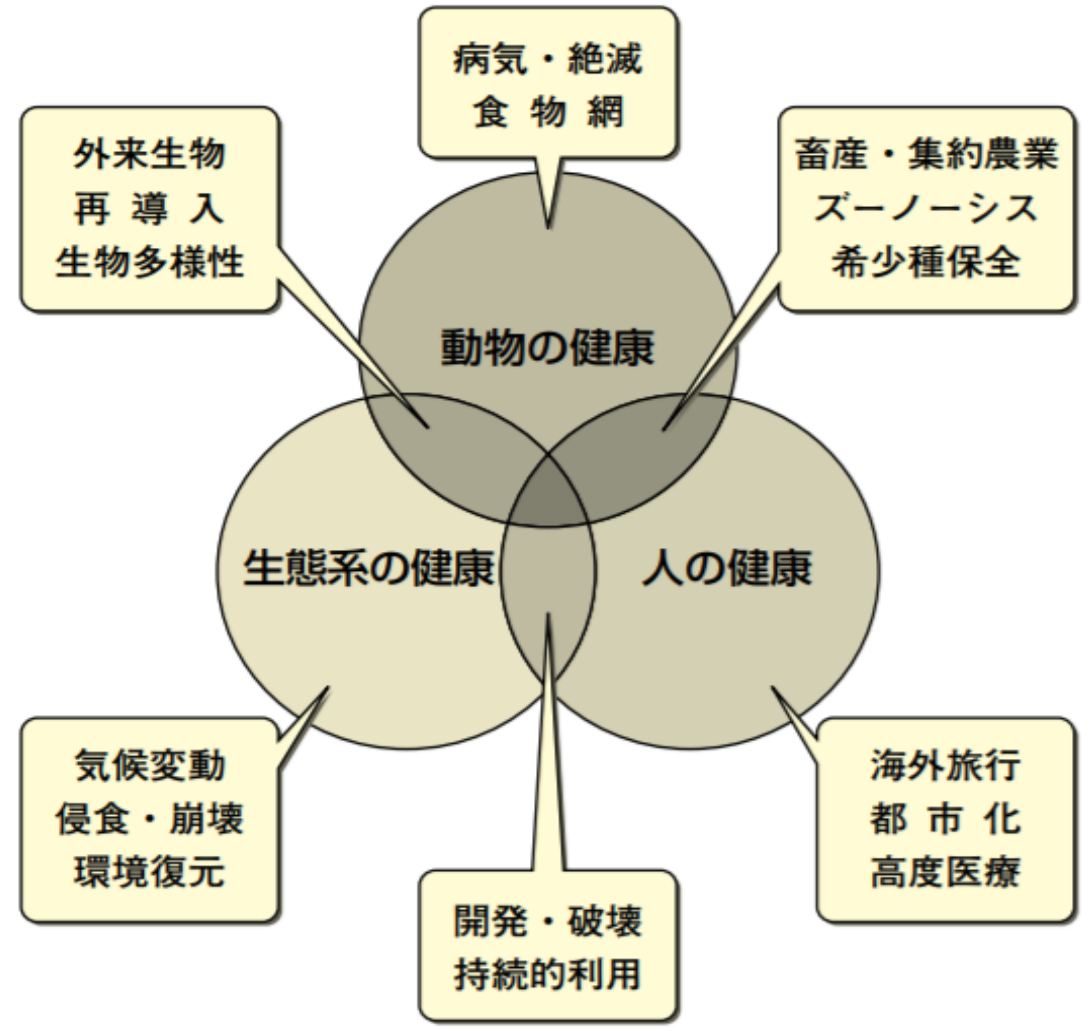 病気・絶滅
食物網
外来生物
再導入
生物多様性
畜産・集約農業
ズーノーシス
希少種保全
動物の健康
生態系の健康
人の健康
気候変動
侵食・崩壊
環境復元
海外旅行
都市化
高度医療
開発・破壊
持続的利用